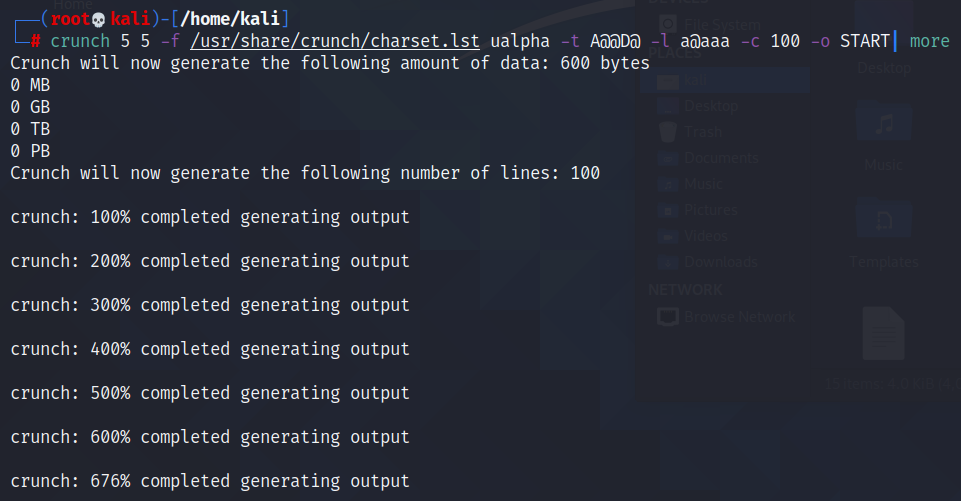 Home
┌──(root💀kali)-[/home/kali]
└─# crunch 5 5 -f /usr/share/crunch/charset.lst ualpha -t A@@D@ -l a@aaa -c 100 -o START| more
Crunch will now generate the following amount of data: 600 bytes
0 MB
0 GB
0 TB
0 PB
Crunch will now generate the following number of lines: 100
crunch: 100% completed generating output
crunch: 200% completed generating output
crunch: 300% completed generating output
crunch: 400% completed generating output
crunch: 500% completed generating output
crunch: 600% completed generating output
crunch: 676% completed generating output
DEVICES
File System
PLACES
Desktop
Trash
Documents
Music
Pictures
Videos
Downloads
NETWORK
Browse Network
Desktop
Music
Templates